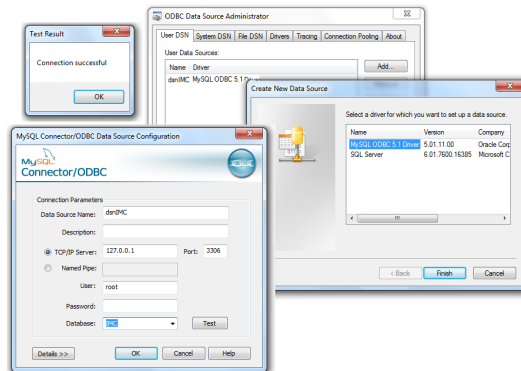 Test Result
Connection successful
OK
ODBC Data Source Administrator
User DSN System DSN File DSN Drivers Tracing Connection Pooling About
User Data Sources:
Name Driver
dsnIMC MySQL ODBC 5.1 Driver
Add...
Create New Data Source
Select a driver for which you want to set up a data source.
Name Version Company
MySQL ODBC 5.1 Driver 5.01.11.00 Oracle Corp
SQL Server 6.01.7600.16385 Microsoft C
< Back Finish Cancel
MySQL Connector/ODBC Data Source Configuration
MySQL
Connector/ODBC
Connection Parameters
Data Source Name: dsnIMC
Description:
TCP/IP Server: 127.0.0.1 Port: 3306
Named Pipe:
User: root
Password:
Database: IMC Test
Details >> OK Cancel Help